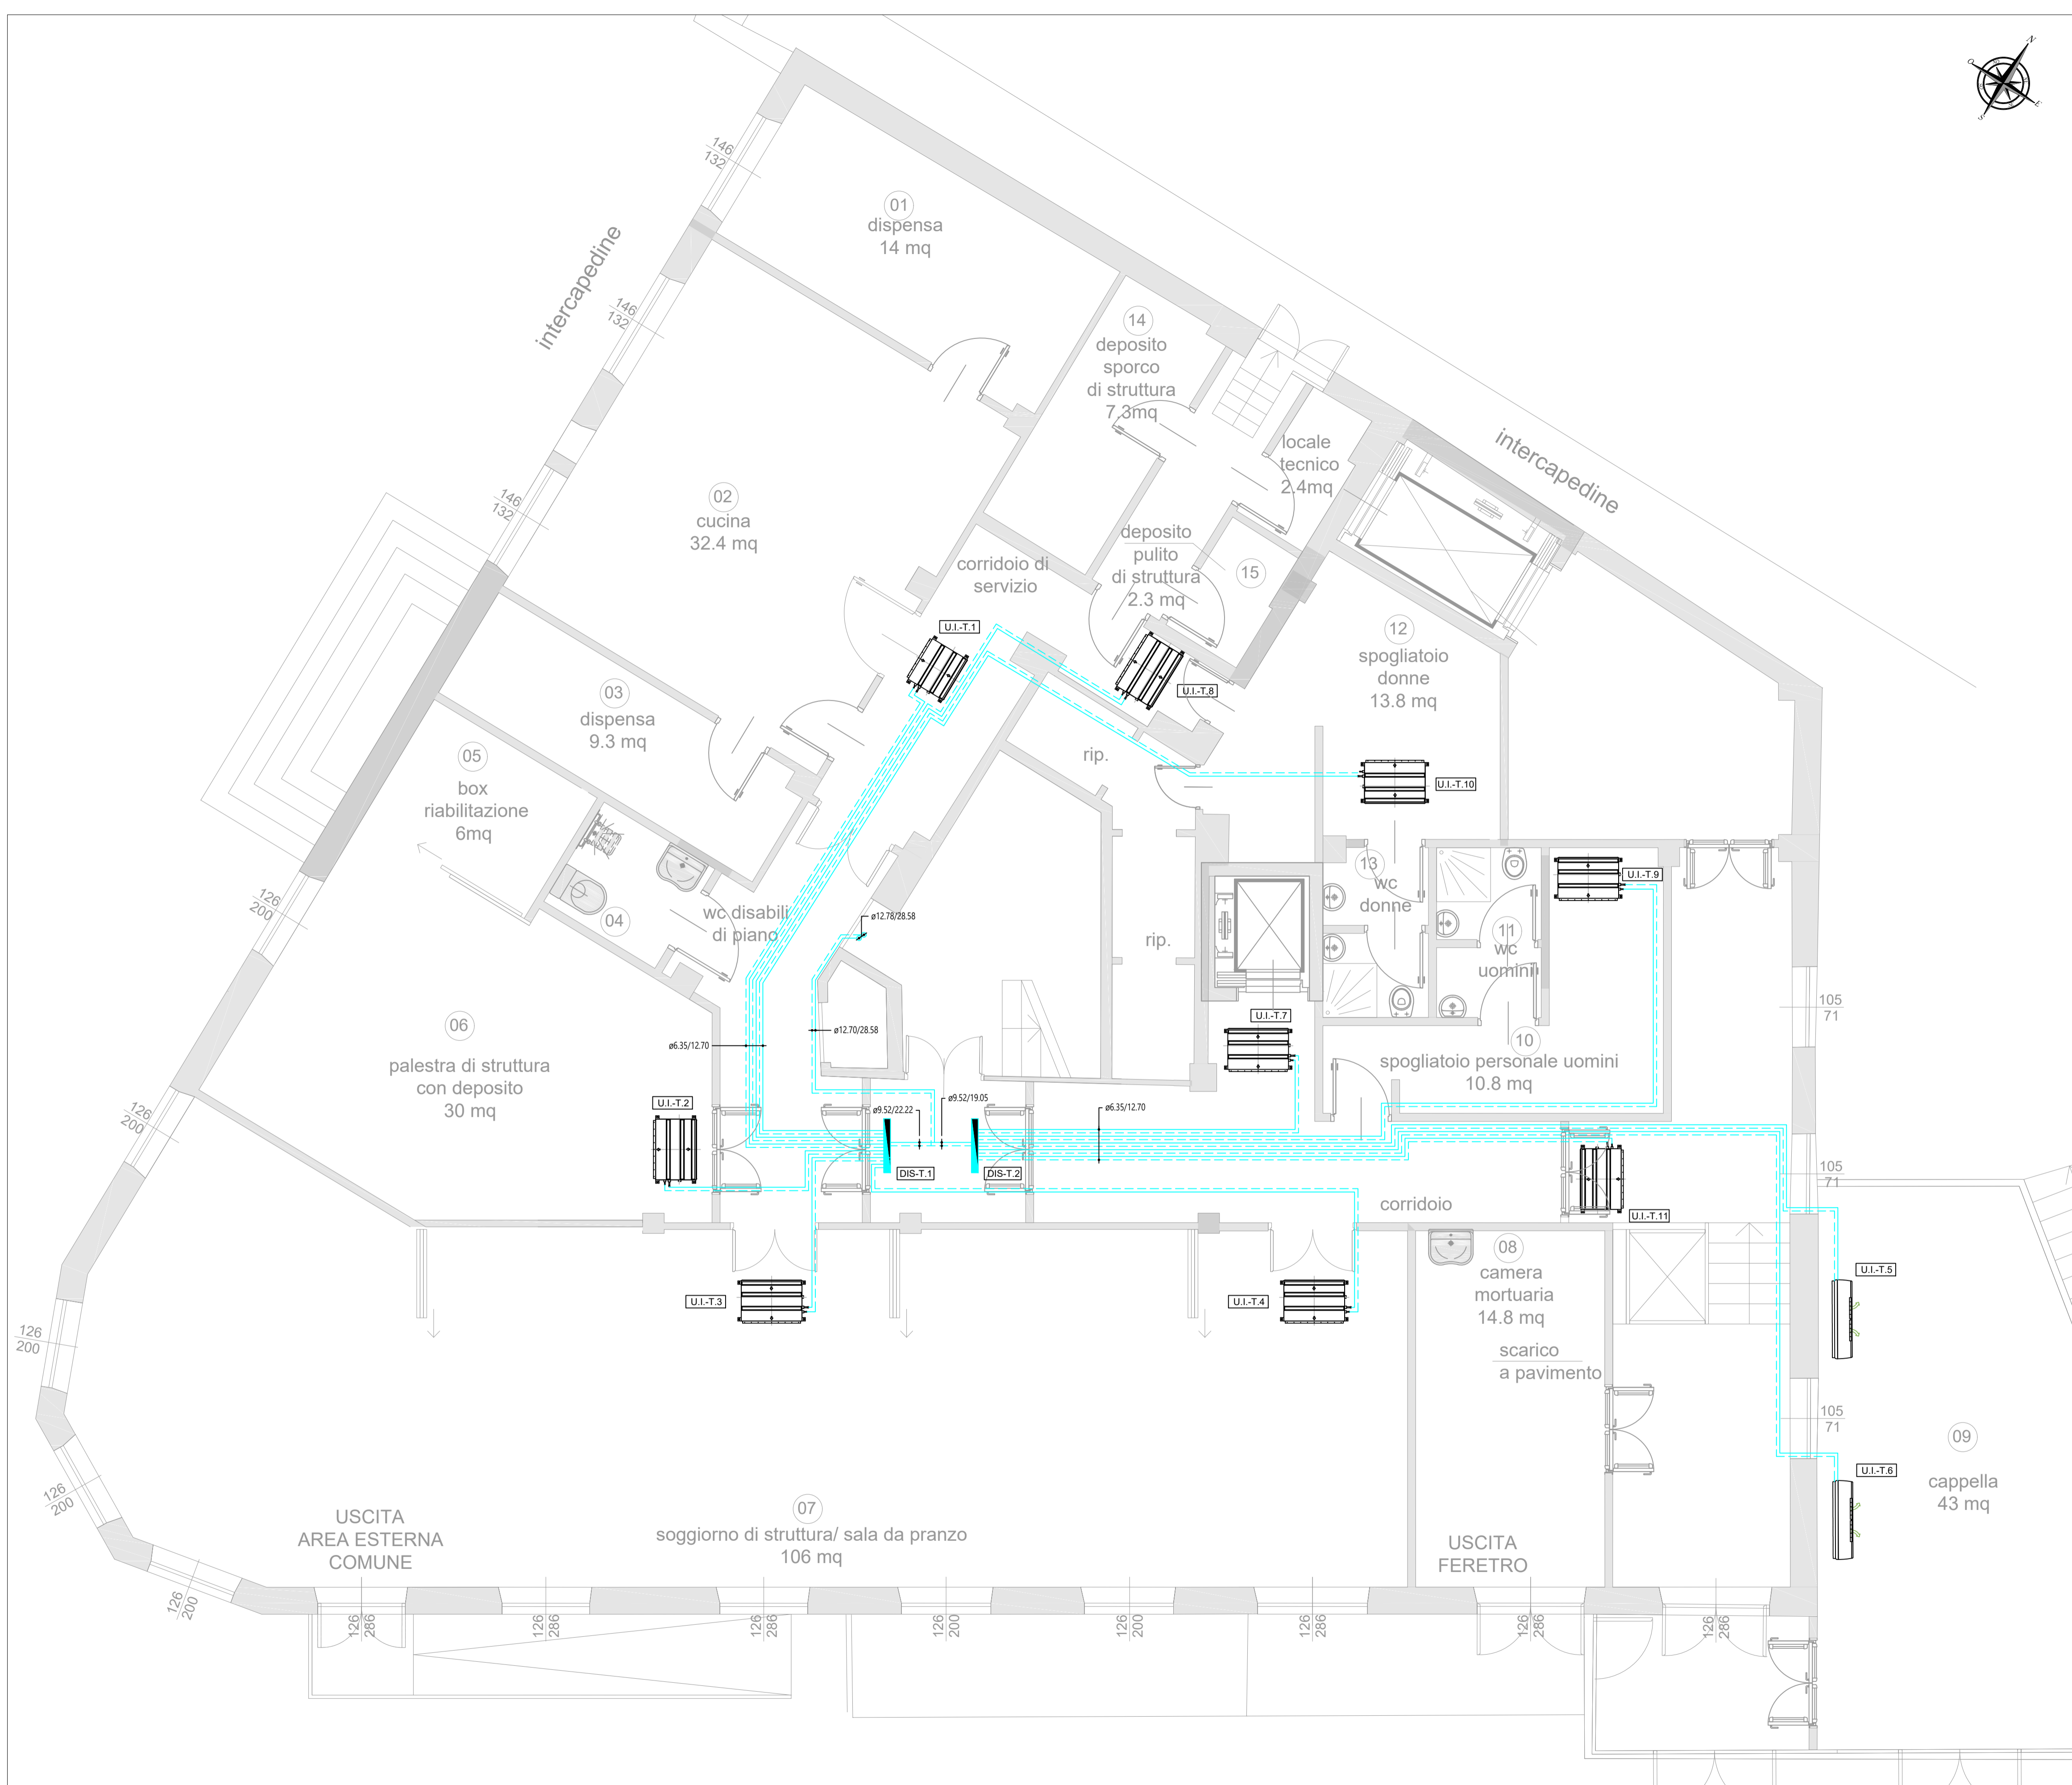 N
O
E
S
146
132
01
dispensa
14 mq
intercapedine
146
132
14
deposito
sporco
di struttura
7.3mq
locale
tecnico
2.4mq
intercapedine
146
132
02
cucina
32.4 mq
deposito
pulito
di struttura
2.3 mq
15
corridoio di
servizio
U.I.-T.1
12
spogliatoio
donne
13.8 mq
U.I.-T.8
03
dispensa
9.3 mq
05
box
riabilitazione
6mq
rip.
U.I.-T.10
126
200
04
wc disabili
di piano
ø12.78/28.58
rip.
13
wc
donne
U.I.-T.9
11
wc
uomini
105
71
06
palestra di struttura
con deposito
30 mq
ø6.35/12.70
ø12.70/28.58
U.I.-T.7
10
spogliatoio personale uomini
10.8 mq
126
200
U.I.-T.2
ø9.52/22.22
ø9.52/19.05
ø6.35/12.70
DIS-T.1
DIS-T.2
105
71
corridoio
U.I.-T.11
126
200
U.I.-T.3
U.I.-T.4
08
camera
mortuaria
14.8 mq
scarico
a pavimento
U.I.-T.5
105
71
09
cappella
43 mq
U.I.-T.6
126
200
USCITA
AREA ESTERNA
COMUNE
07
soggiorno di struttura/ sala da pranzo
106 mq
USCITA
FERETRO
126
200
126
286
126
286
126
286
126
200
126
200
126
286
126
286
126
286